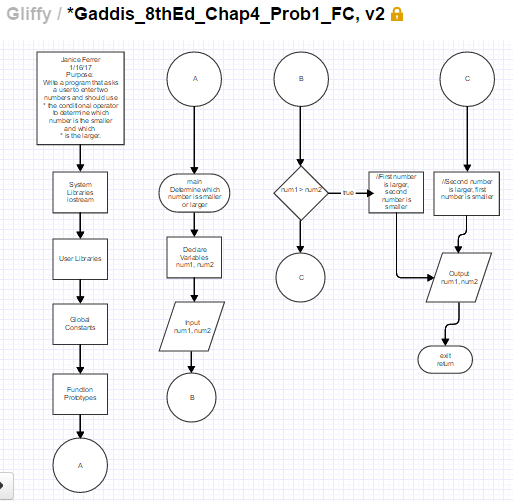 Gliffy / *Gaddis_8thEd_Chap4_Prob1_FC, v2
Janice Ferrer
1/16/17
Purpose:
Write a program that asks
a user to enter two
numbers and should use
* the conditional operator
to determine which
number is the smaller
and which
* is the larger.
System
Libraries
iostream
User Libraries
Global
Constants
Function
Prototypes
A
A
main
Determine which
number is smaller
or larger
Declare
Variables
num1, num2
Input
num1, num2
B
B
num1 > num2
true
C
//First number
is larger,
second
number is
smaller
C
//Second number
is larger, first
number is smaller
Output
num1, num2
exit
return